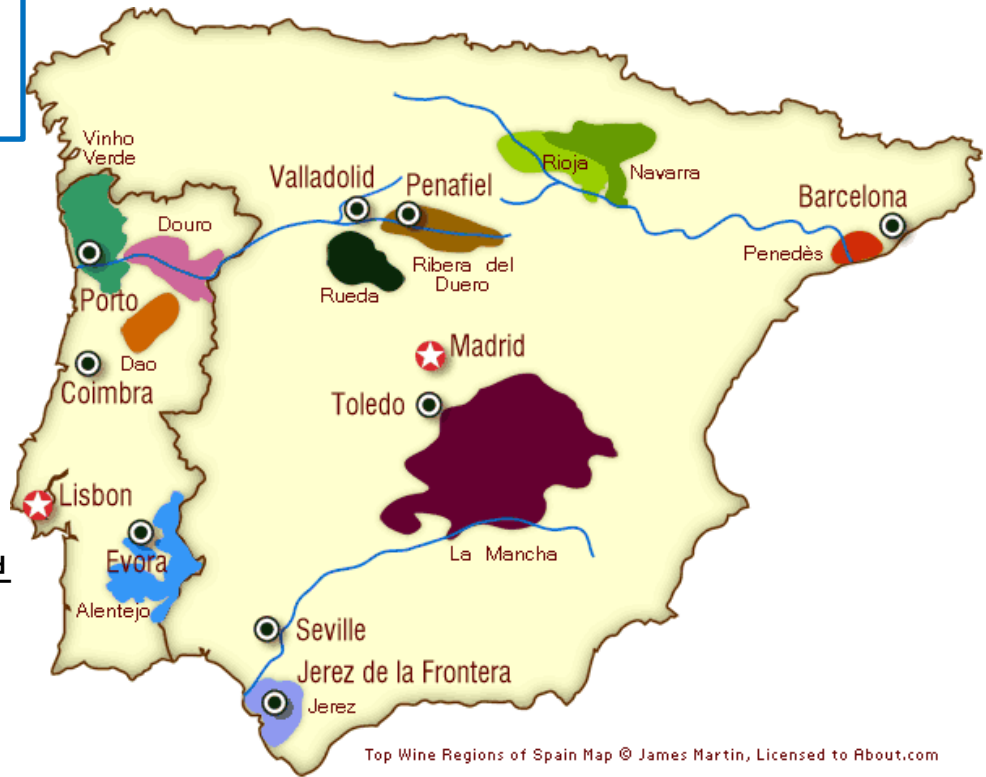 Vinho
Verde
Valladolid
Penafiel
Rioja
Navarra
Barcelona
Douro
Penedès
Ribera del
Duero
Rueda
Porto
Madrid
Dao
Coimbra
Toledo
Lisbon
La Mancha
Evora
Alentejo
Seville
Jerez de la Frontera
Jerez
Top Wine Regions of Spain Map © James Martin, Licensed to About.com